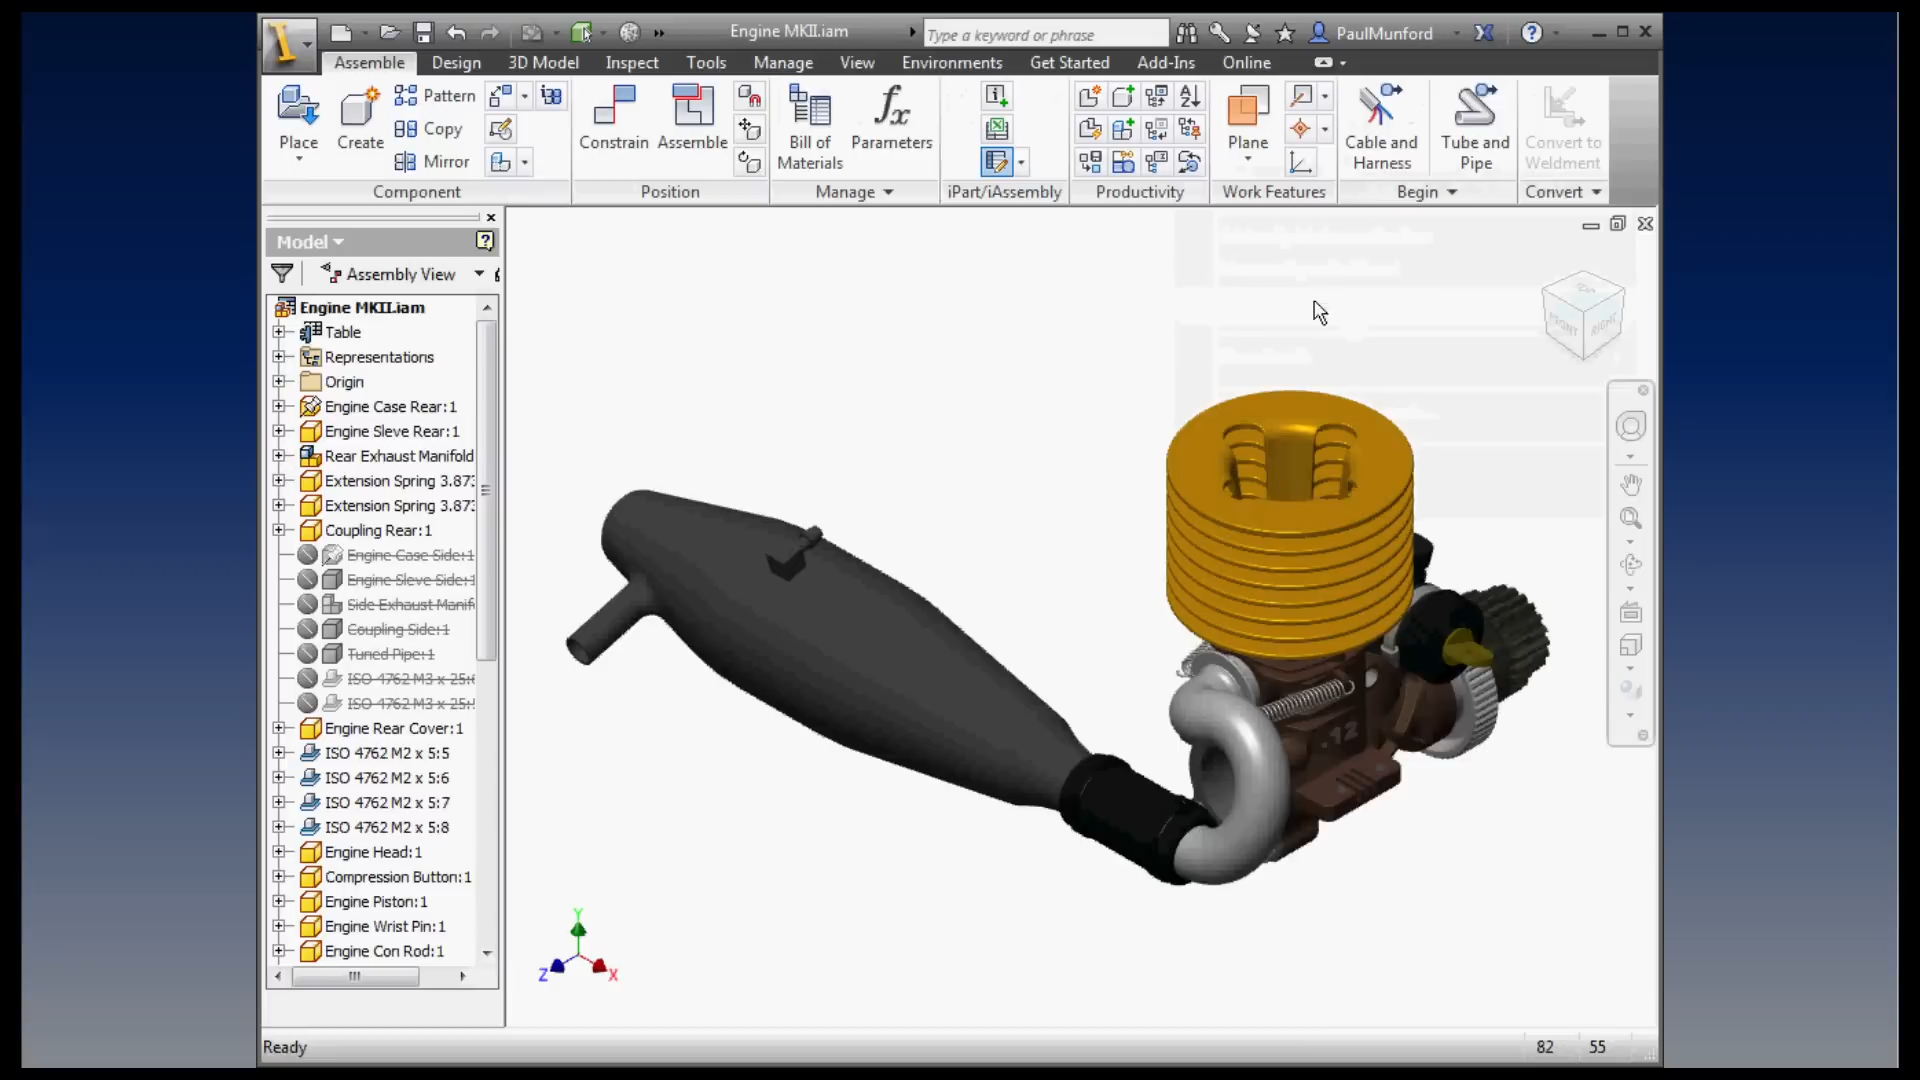 Engine MKII.iam
Type a keyword or phrase
PaulMunford
Assemble
Design
3D Model
Inspect
Tools
Manage
View
Environments
Get Started
Add-Ins
Online
Place
Create
Pattern
Copy
Mirror
Component
Constrain
Assemble
Position
Bill of
Materials
fx
Parameters
Manage
iPart/iAssembly
Productivity
Plane
Work Features
Cable and
Harness
Tube and
Pipe
Begin
Convert to
Weldment
Convert
Model
Assembly View
Engine MKII.iam
Table
Representations
Origin
Engine Case Rear:1
Engine Sleve Rear:1
Rear Exhaust Manifold
Extension Spring 3.873
Extension Spring 3.873
Coupling Rear:1
Engine Case Side:1
Engine Sleve Side:1
Side Exhaust Manif
Coupling Side:1
Tuned Pipe:1
ISO 4762 M3 x 25:
ISO 4762 M3 x 25:
Engine Rear Cover:1
ISO 4762 M2 x 5:5
ISO 4762 M2 x 5:6
ISO 4762 M2 x 5:7
ISO 4762 M2 x 5:8
Engine Head:1
Compression Button:1
Engine Piston:1
Engine Wrist Pin:1
Engine Con Rod:1
FRONT
RIGHT
.12
Y
Z
X
Ready
82
55